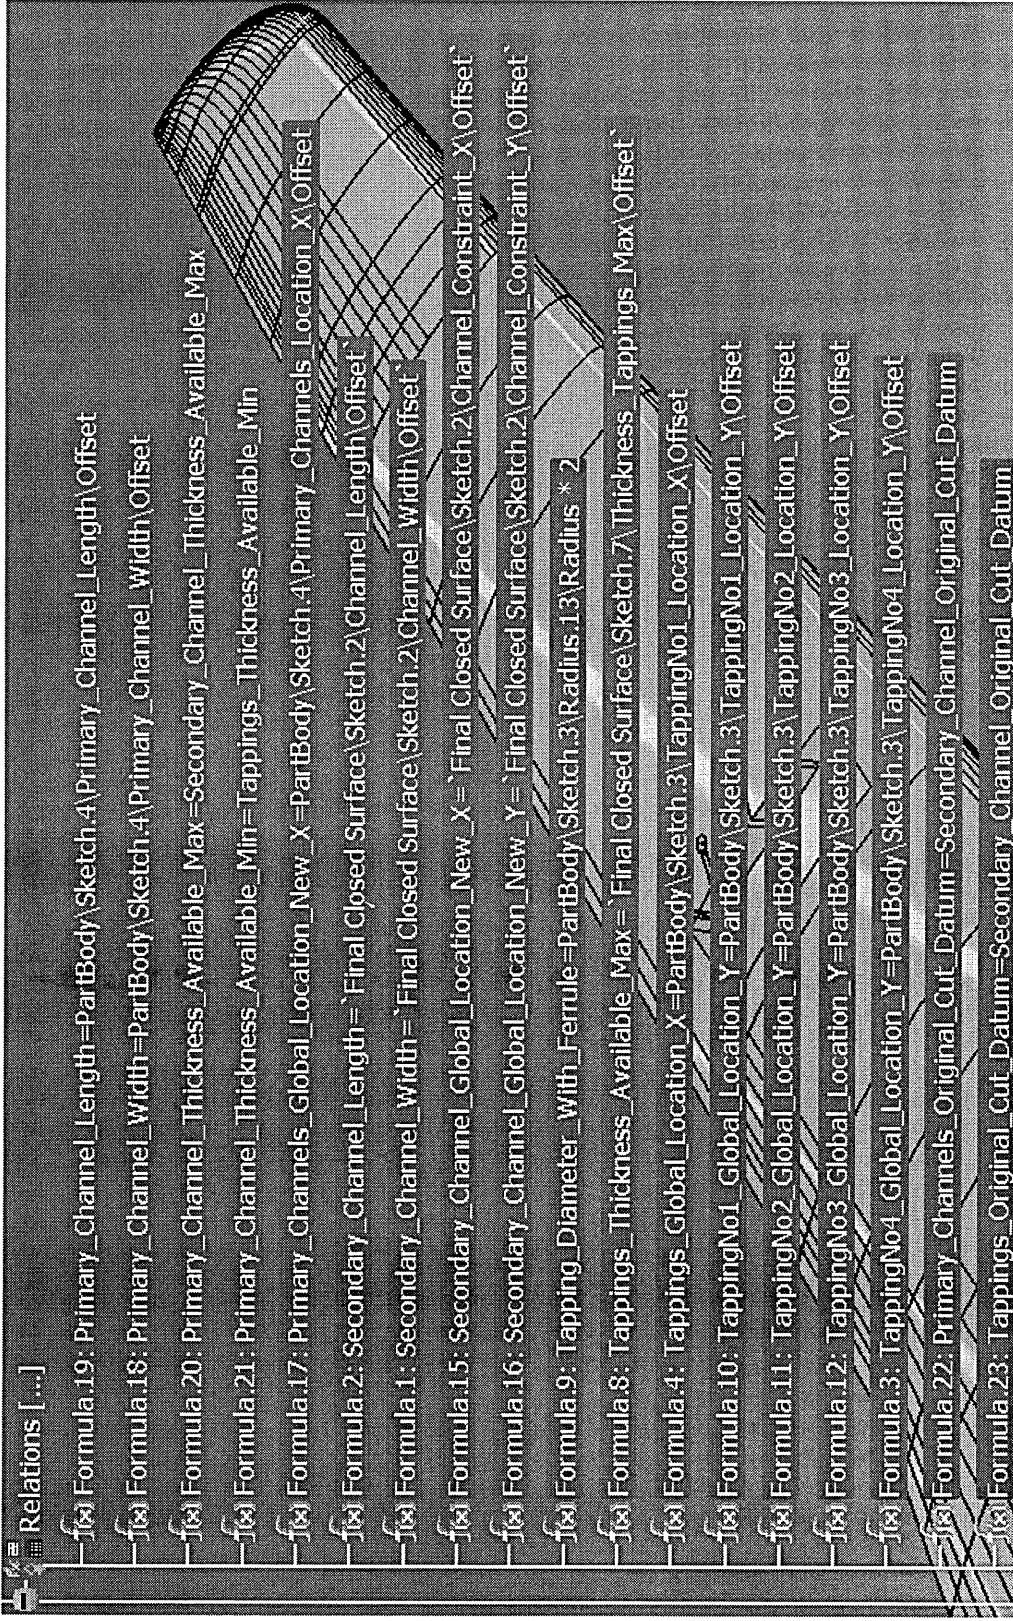 Relations [...]
f(x) Formula.19: Primary_Channel_Length=PartBody\Sketch.4\Primary_Channel_Length\Offset
f(x) Formula.18: Primary_Channel_Width=PartBody\Sketch.4\Primary_Channel_Width\Offset
f(x) Formula.20: Primary_Channel_Thickness_Available_Max=Secondary_Channel_Thickness_Available_Max
f(x) Formula.21: Primary_Channel_Thickness_Available_Min=Tappings_Thickness_Available_Min
f(x) Formula.17: Primary_Channels_Global_Location_New_X=PartBody\Sketch.4\Primary_Channels_Location_X\Offset
f(x) Formula.2: Secondary_Channel_Length=`Final Closed Surface\Sketch.2\Channel_Length\Offset`
f(x) Formula.1: Secondary_Channel_Width=`Final Closed Surface\Sketch.2\Channel_Width\Offset`
f(x) Formula.15: Secondary_Channel_Global_Location_New_X=`Final Closed Surface\Sketch.2\Channel_Constraint_X\Offset`
f(x) Formula.16: Secondary_Channel_Global_Location_New_Y=`Final Closed Surface\Sketch.2\Channel_Constraint_Y\Offset`
f(x) Formula.9: Tapping_Diameter_With_Ferrule=PartBody\Sketch.3\Radius.13\Radius * 2
f(x) Formula.8: Tappings_Thickness_Available_Max=`Final Closed Surface\Sketch.7\Thickness_Tappings_Max\Offset`
f(x) Formula.4: Tappings_Global_Location_X=PartBody\Sketch.3\TappingNo1_Location_X\Offset
f(x) Formula.10: TappingNo1_Global_Location_Y=PartBody\Sketch.3\TappingNo1_Location_Y\Offset
f(x) Formula.11: TappingNo2_Global_Location_Y=PartBody\Sketch.3\TappingNo2_Location_Y\Offset
f(x) Formula.12: TappingNo3_Global_Location_Y=PartBody\Sketch.3\TappingNo3_Location_Y\Offset
f(x) Formula.3: TappingNo4_Global_Location_Y=PartBody\Sketch.3\TappingNo4_Location_Y\Offset
f(x) Formula.22: Primary_Channels_Original_Cut_Datum=Secondary_Channel_Original_Cut_Datum
f(x) Formula.23: Tappings_Original_Cut_Datum=Secondary_Channel_Original_Cut_Datum